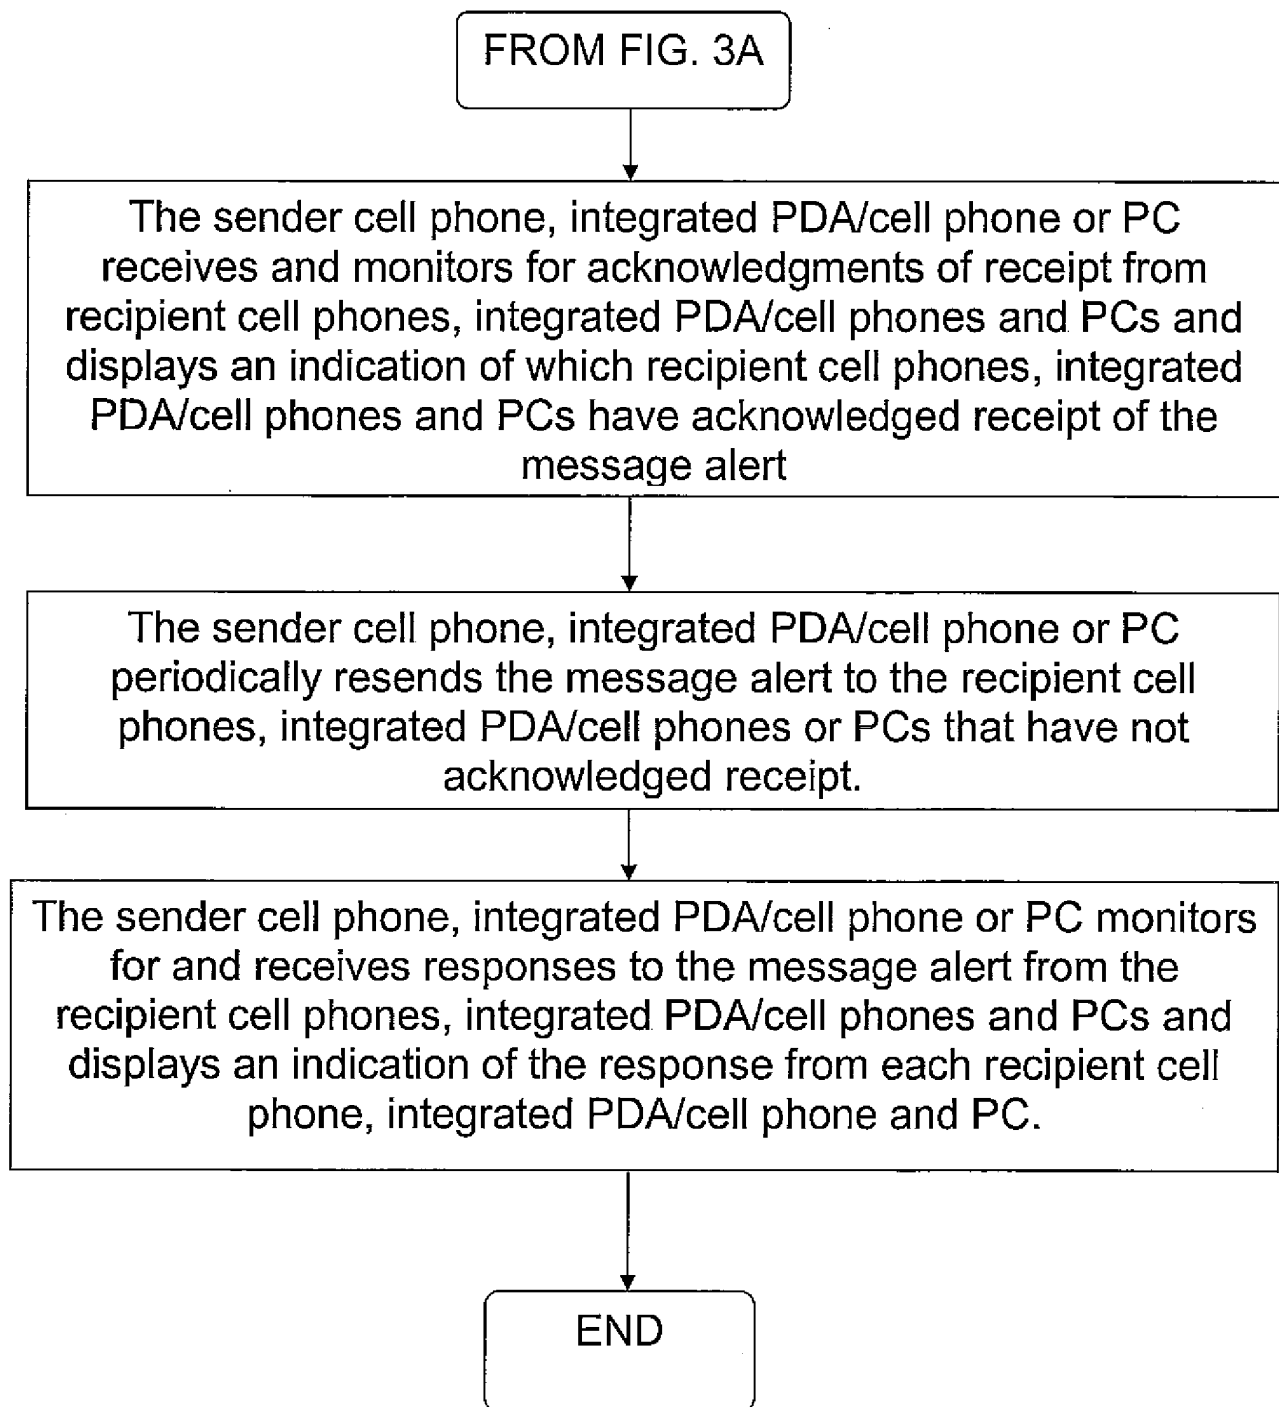 FROM FIG. 3A
The sender cell phone, integrated PDA/cell phone or PC
receives and monitors for acknowledgments of receipt from
recipient cell phones, integrated PDA/cell phones and PCs and
displays an indication of which recipient cell phones, integrated
PDA/cell phones and PCs have acknowledged receipt of the
message alert
The sender cell phone, integrated PDA/cell phone or PC
periodically resends the message alert to the recipient cell
phones, integrated PDA/cell phones or PCs that have not
acknowledged receipt.
The sender cell phone, integrated PDA/cell phone or PC monitors
for and receives responses to the message alert from the
recipient cell phones, integrated PDA/cell phones and PCs and
displays an indication of the response from each recipient cell
phone, integrated PDA/cell phone and PC.
END